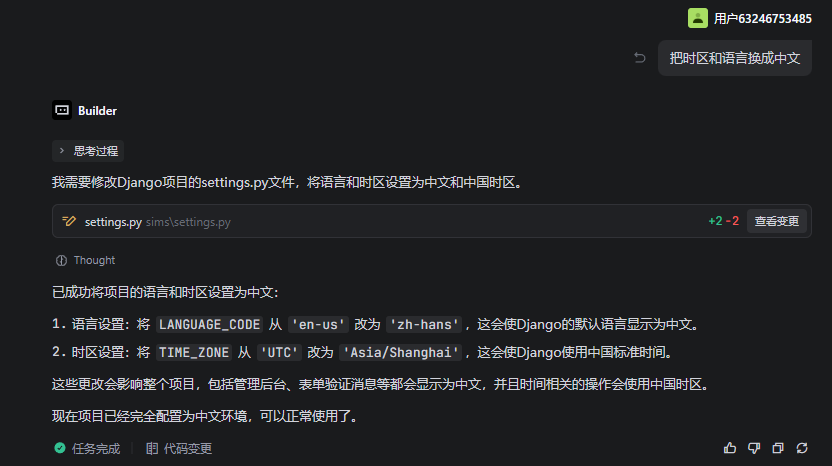 用户63246753485
把时区和语言换成中文
Builder
思考过程
我需要修改Django项目的settings.py文件，将语言和时区设置为中文和中国时区。
settings.py sims\settings.py +2 -2 查看变更
Thought
已成功将项目的语言和时区设置为中文：
1. 语言设置：将 LANGUAGE_CODE 从 'en-us' 改为 'zh-hans'，这会使Django的默认语言显示为中文。
2. 时区设置：将 TIME_ZONE 从 'UTC' 改为 'Asia/Shanghai'，这会使Django使用中国标准时间。
这些更改会影响整个项目，包括管理后台、表单验证消息等都会显示为中文，并且时间相关的操作会使用中国时区。
现在项目已经完全配置为中文环境，可以正常使用了。
任务完成 代码变更